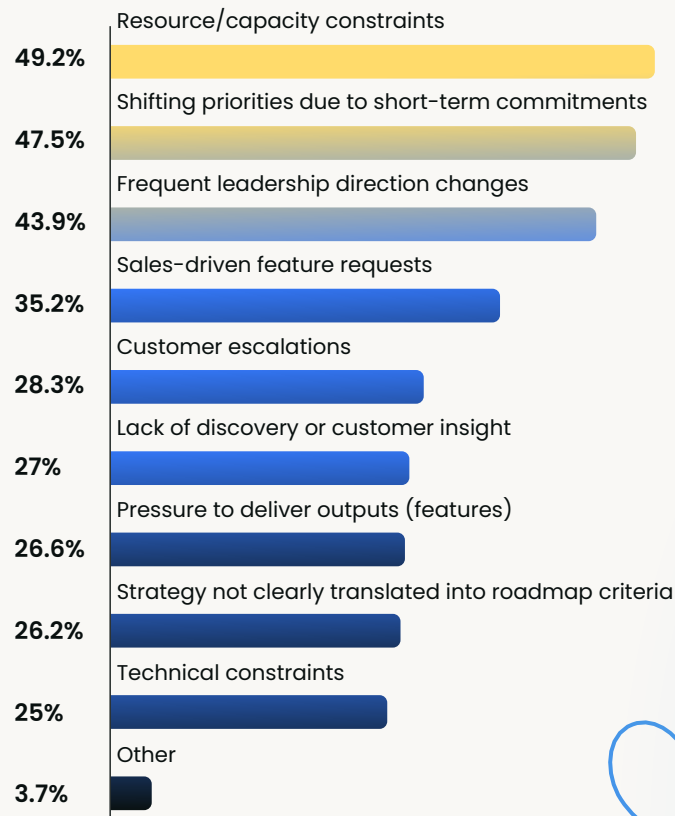 Resource/capacity constraints
49.2%
Shifting priorities due to short-term commitments
47.5%
Frequent leadership direction changes
43.9%
Sales-driven feature requests
35.2%
Customer escalations
28.3%
Lack of discovery or customer insight
27%
Pressure to deliver outputs (features)
26.6%
Strategy not clearly translated into roadmap criteria
26.2%
Technical constraints
25%
Other
3.7%